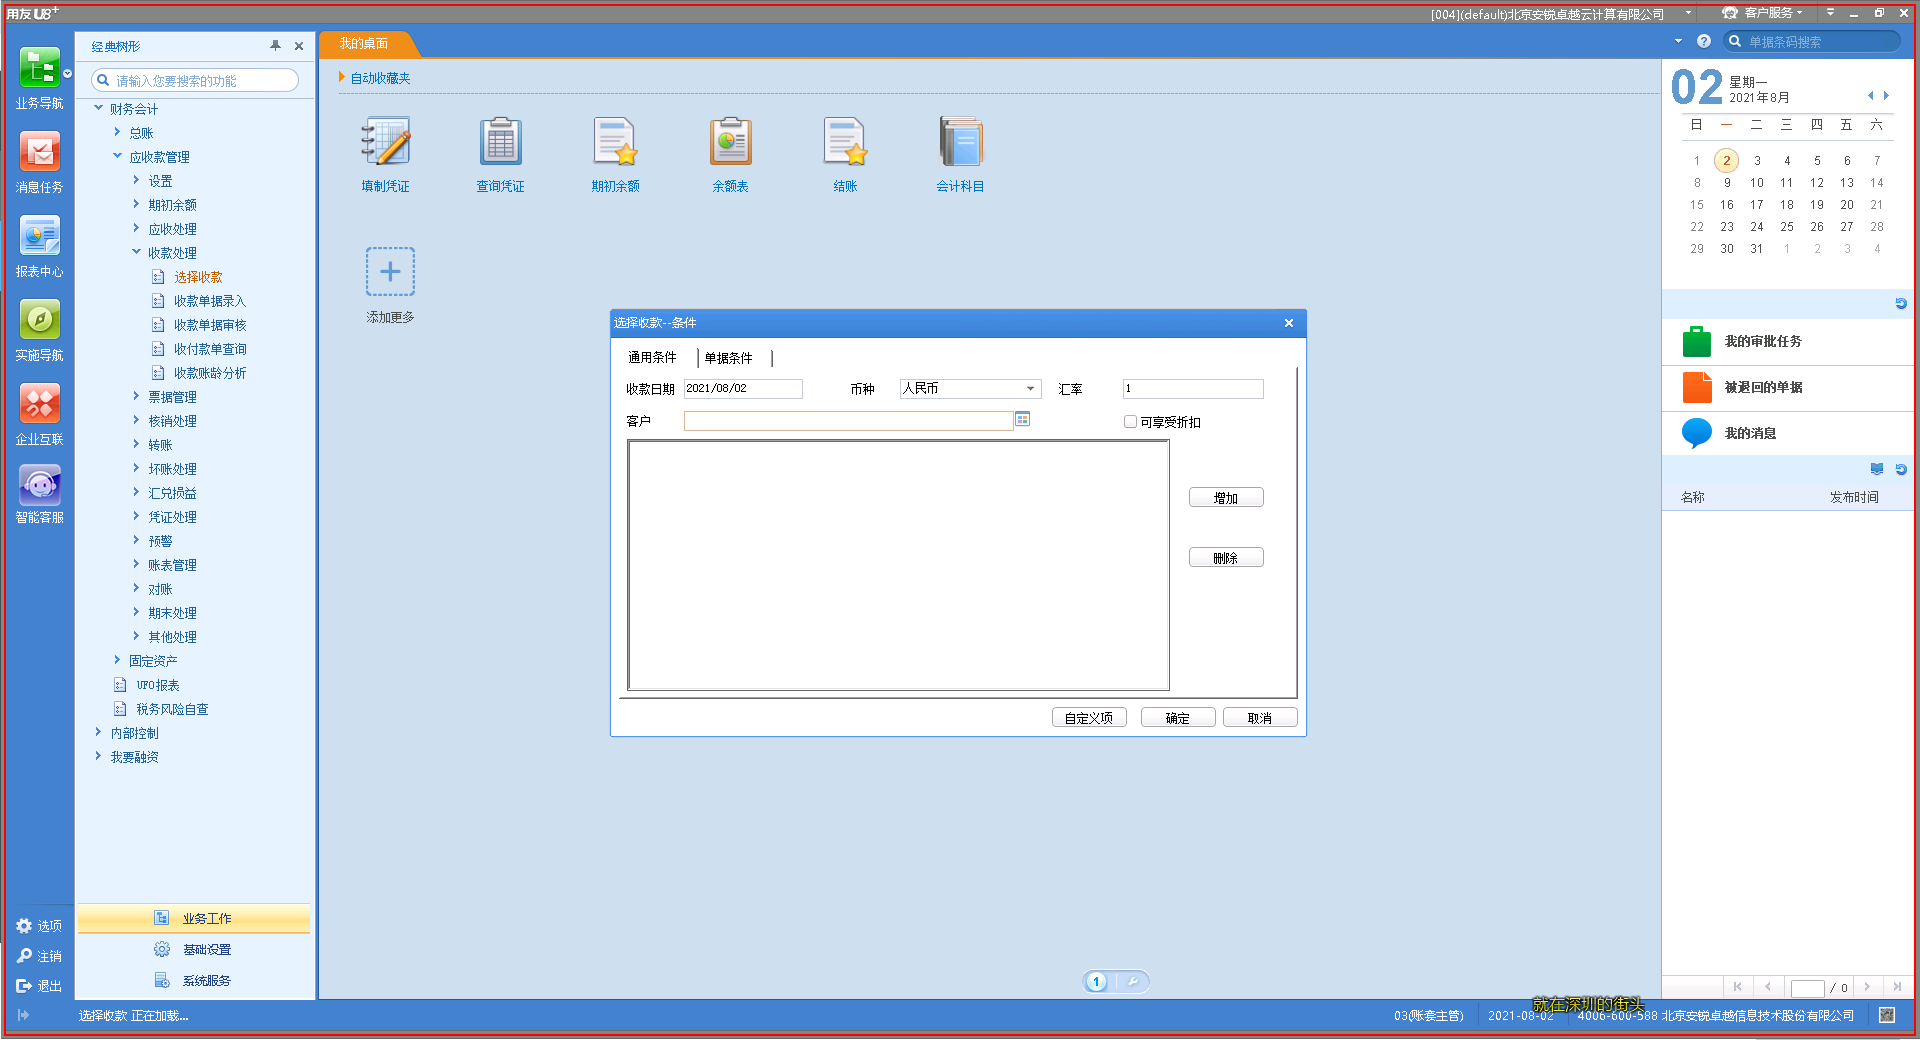 用友U8+
[004](default)北京安锐卓越云计算有限公司
客户服务
业务导航
消息任务
报表中心
实施导航
企业互联
智能客服
选项
注销
退出
经典树形
请输入您要搜索的功能
财务会计
总账
应收款管理
设置
期初余额
应收处理
收款处理
选择收款
收款单据录入
收款单据审核
收付款单查询
收款账龄分析
票据管理
核销处理
转账
坏账处理
汇兑损益
凭证处理
预警
账表管理
对账
期末处理
其他处理
固定资产
UFO报表
税务风险自查
内部控制
我要融资
业务工作
基础设置
系统服务
我的桌面
自动收藏夹
填制凭证 查询凭证 期初余额 余额表 结账 会计科目
添加更多
选择收款--条件
通用条件 单据条件
收款日期 2021/08/02 币种 人民币 汇率 1
客户 可享受折扣
增加
删除
自定义项 确定 取消
1
单据条码搜索
02 星期一
2021年8月
日 一 二 三 四 五 六
1 2 3 4 5 6 7
8 9 10 11 12 13 14
15 16 17 18 19 20 21
22 23 24 25 26 27 28
29 30 31 1 2 3 4
我的审批任务
被退回的单据
我的消息
名称 发布时间
/ 0
就在深圳的街头
选择收款 正在加载...
03(账套主管) 2021-08-02 4006-600-588 北京安锐卓越信息技术股份有限公司